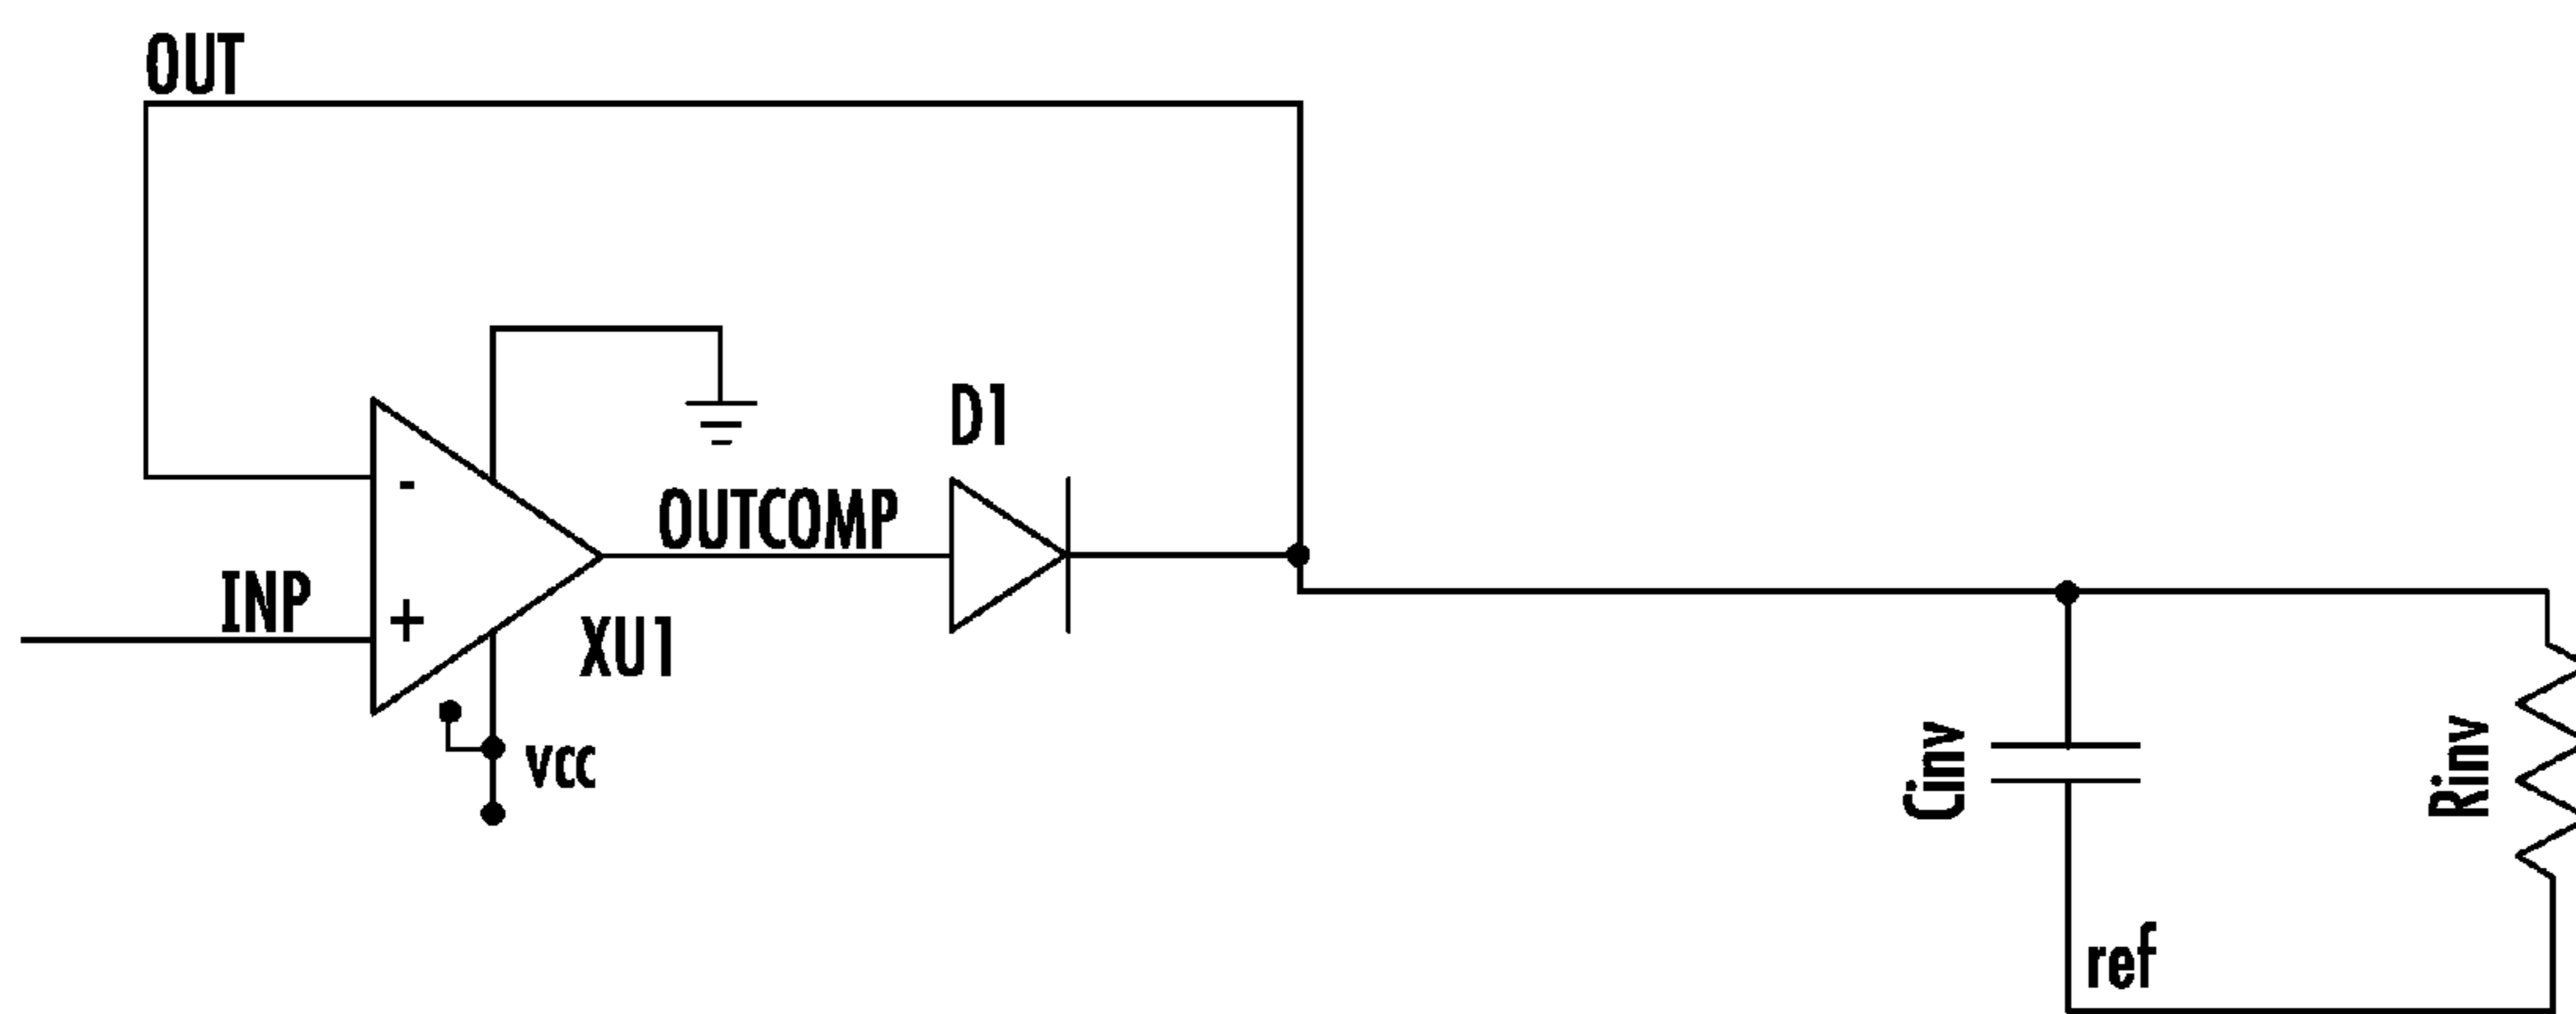 OUT
D1
-
OUTCOMP
INP
+
XU1
vcc
Cinv
Rinv
ref